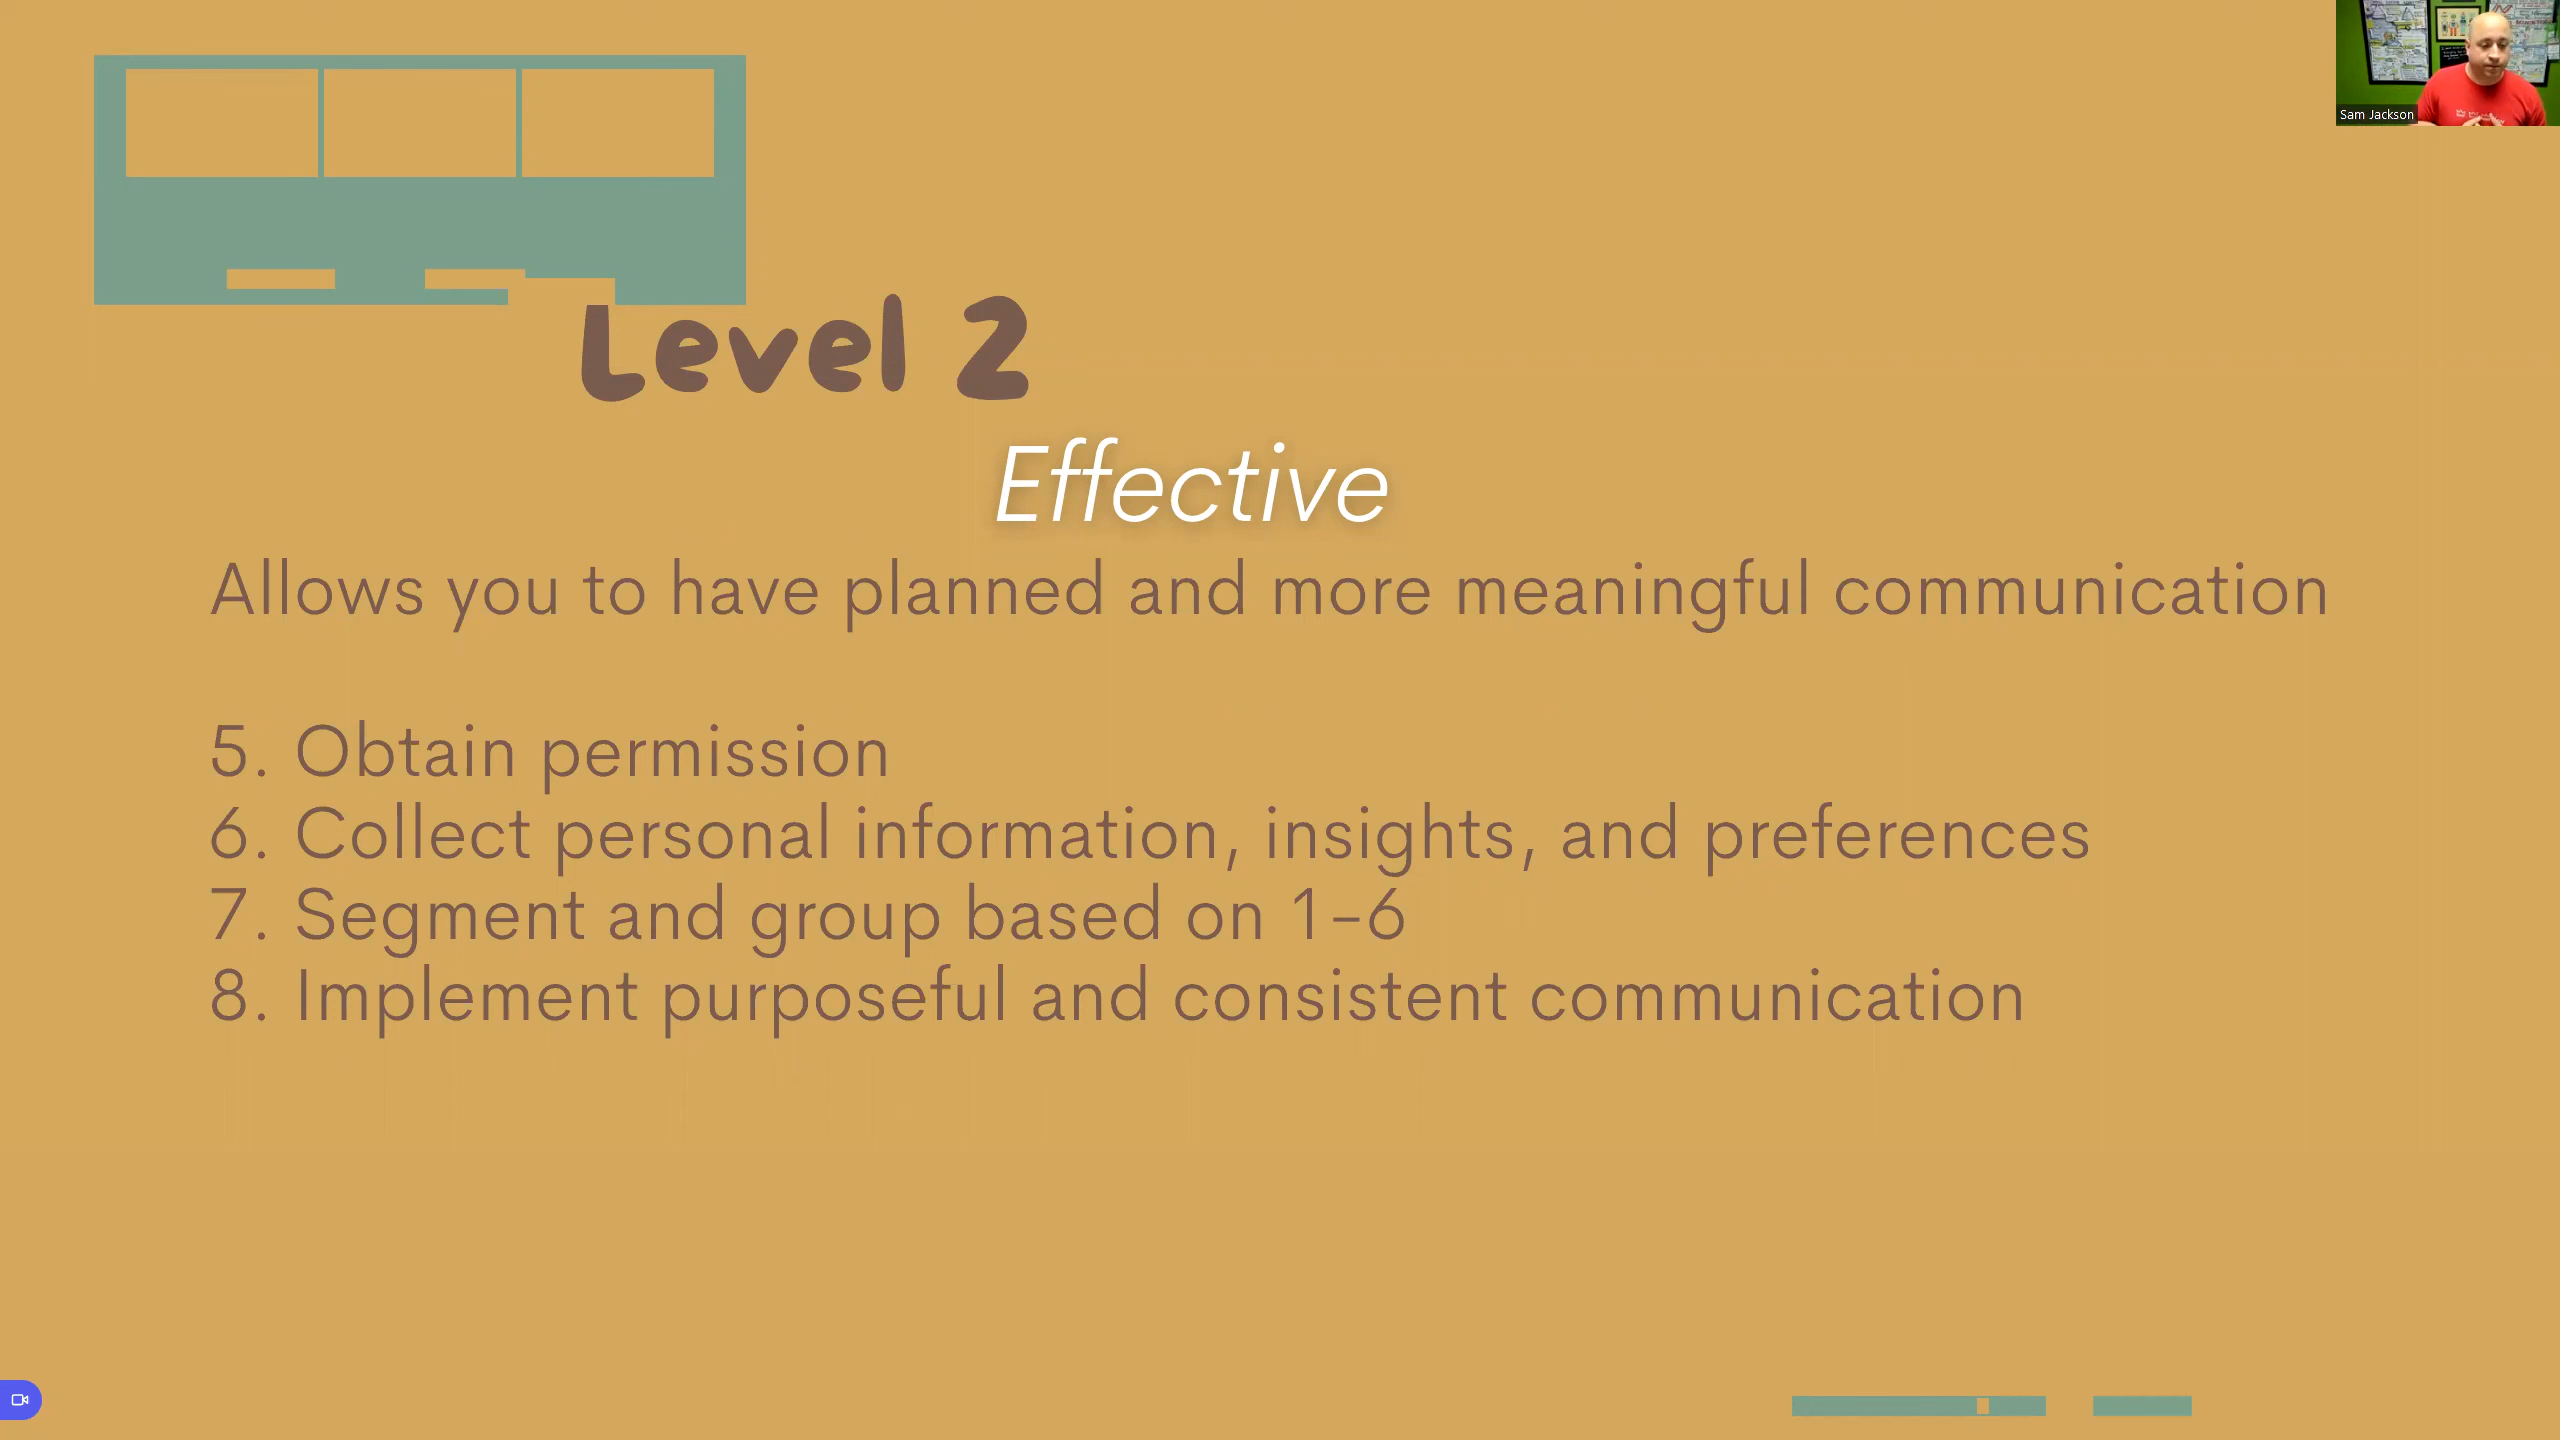 Sam Jackson
Level 2
Effective
Allows you to have planned and more meaningful communication
5. Obtain permission
6. Collect personal information, insights, and preferences
7. Segment and group based on 1-6
8. Implement purposeful and consistent communication